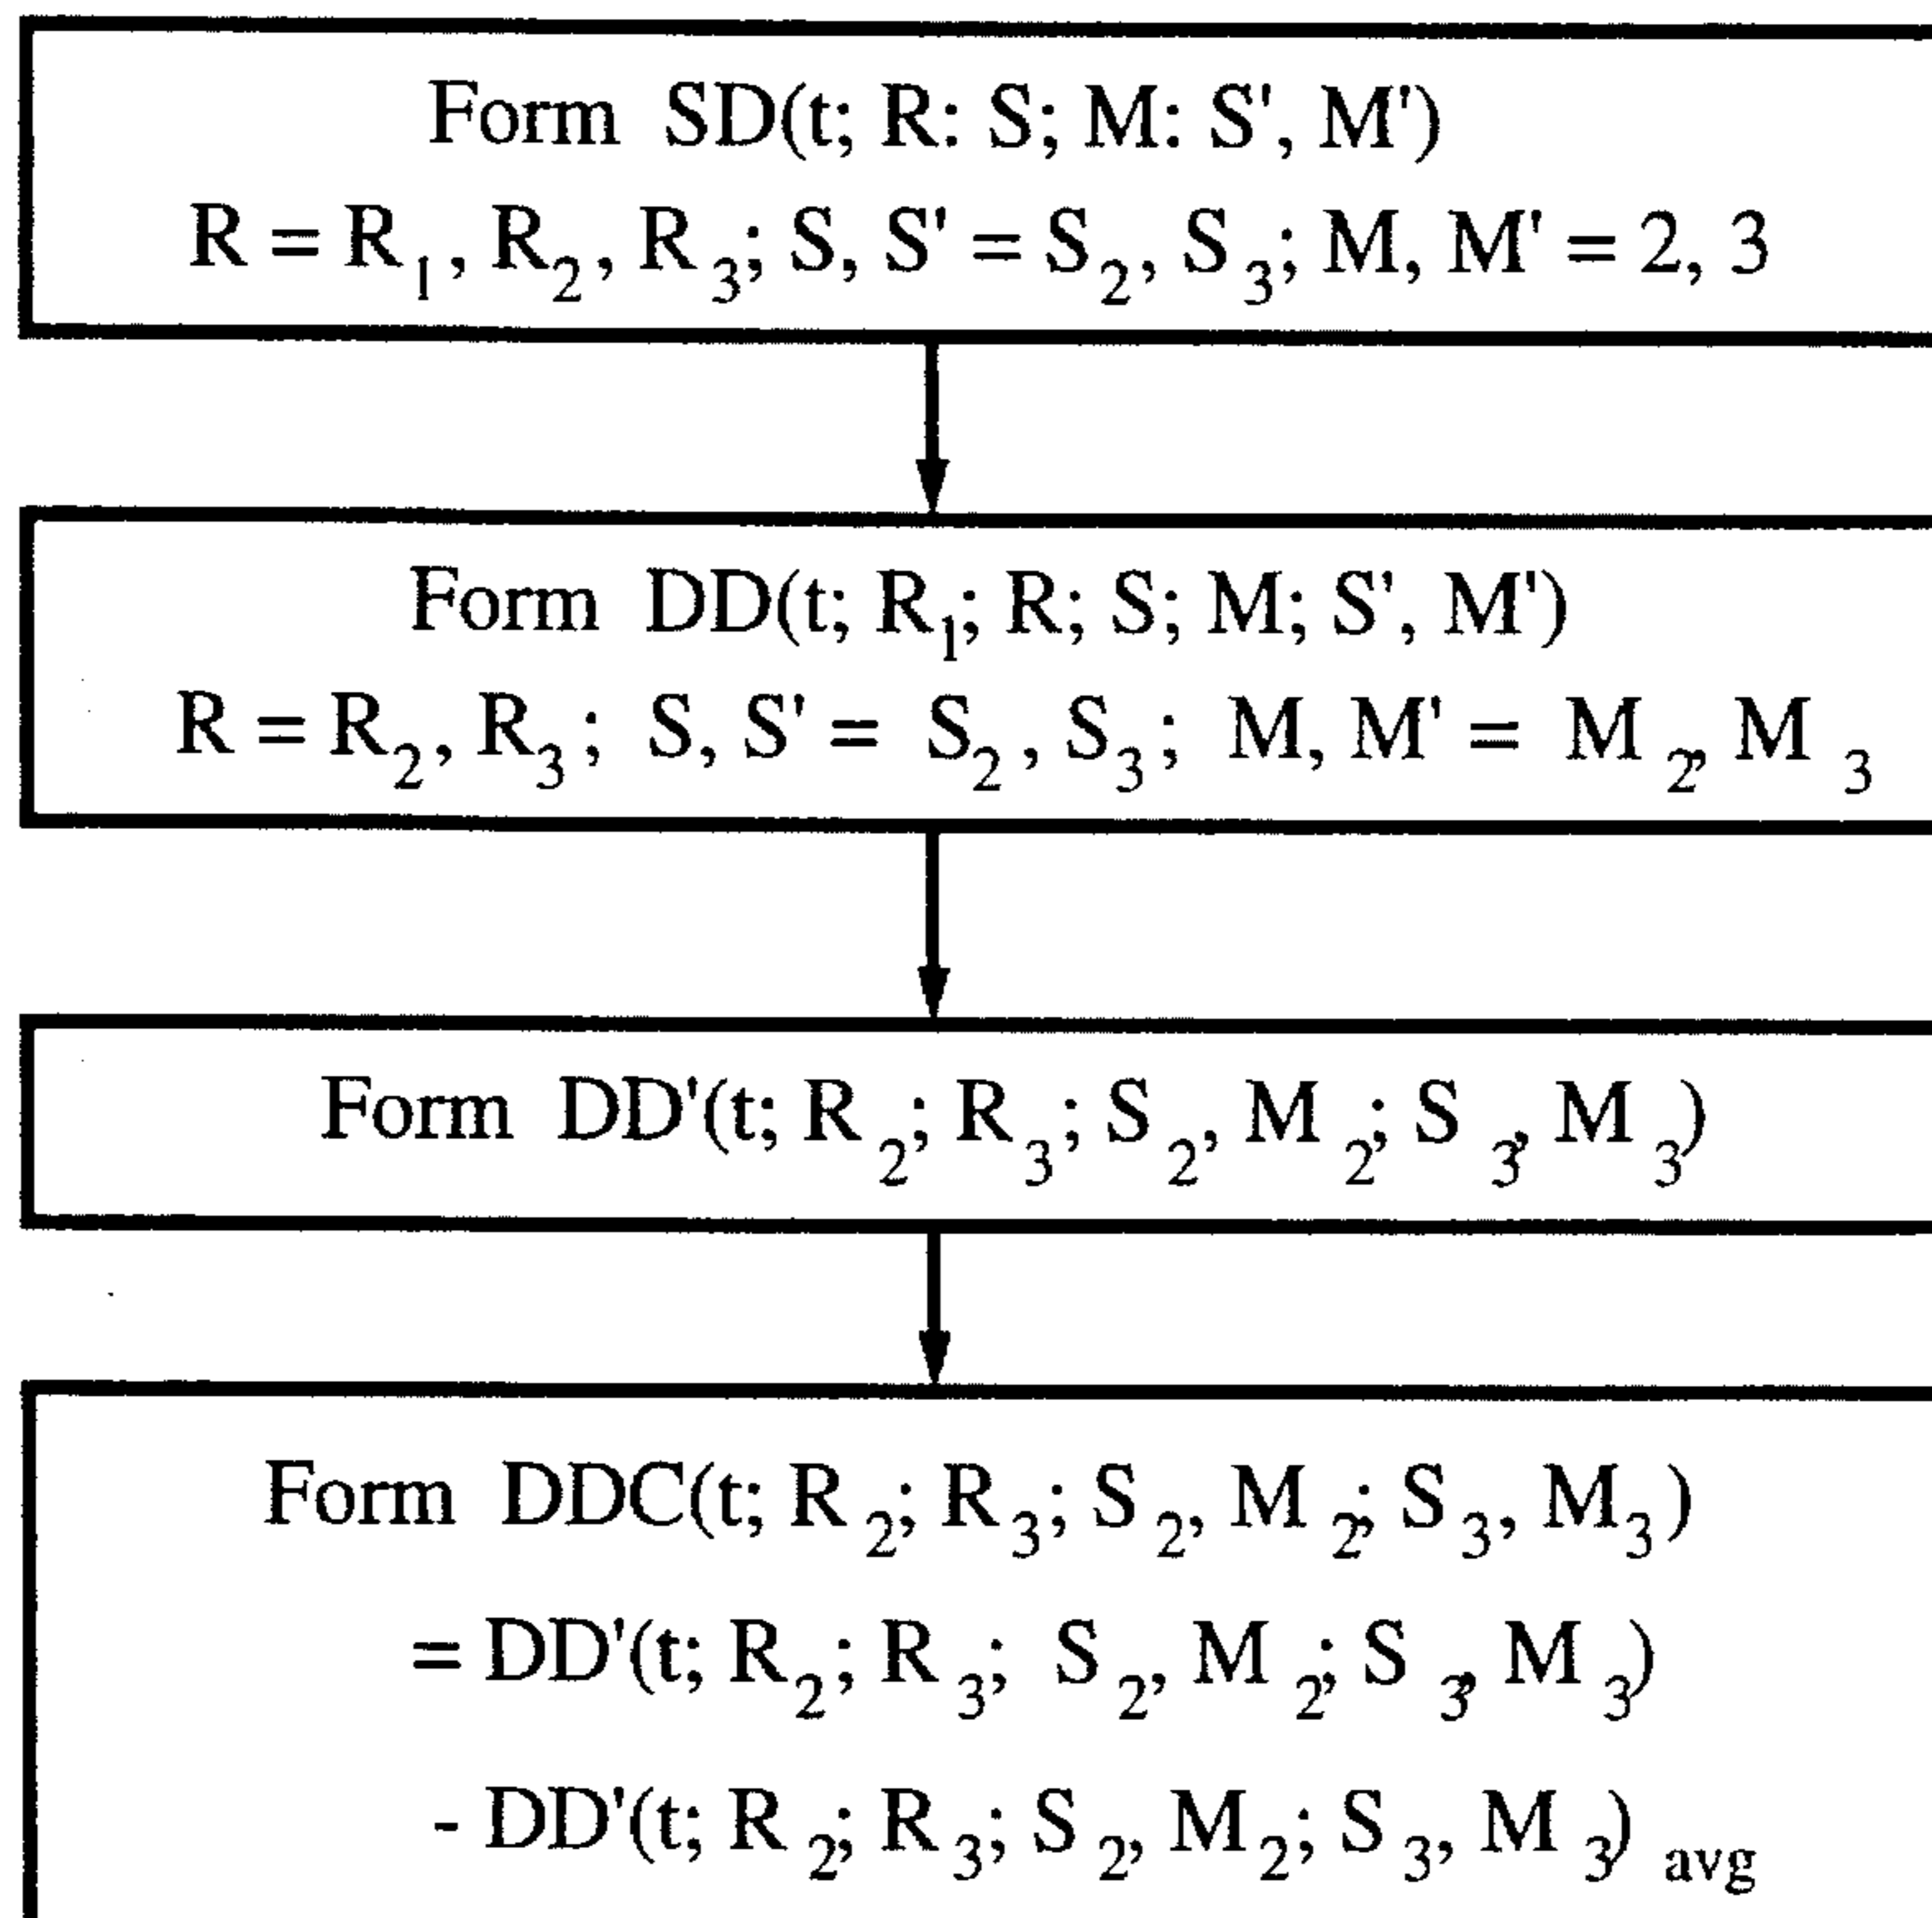 Form SD(t; R: S; M: S', M')
R = R₁, R₂, R₃; S, S' = S₂, S₃; M, M' = 2, 3
Form DD(t; R₁; R; S; M; S', M')
R = R₂, R₃; S, S' = S₂, S₃; M, M' = M₂, M₃
Form DD'(t; R₂; R₃; S₂, M₂; S₃, M₃)
Form DDC(t; R₂; R₃; S₂, M₂; S₃, M₃)
= DD'(t; R₂; R₃; S₂, M₂; S₃, M₃)
- DD'(t; R₂; R₃; S₂, M₂; S₃, M₃) avg